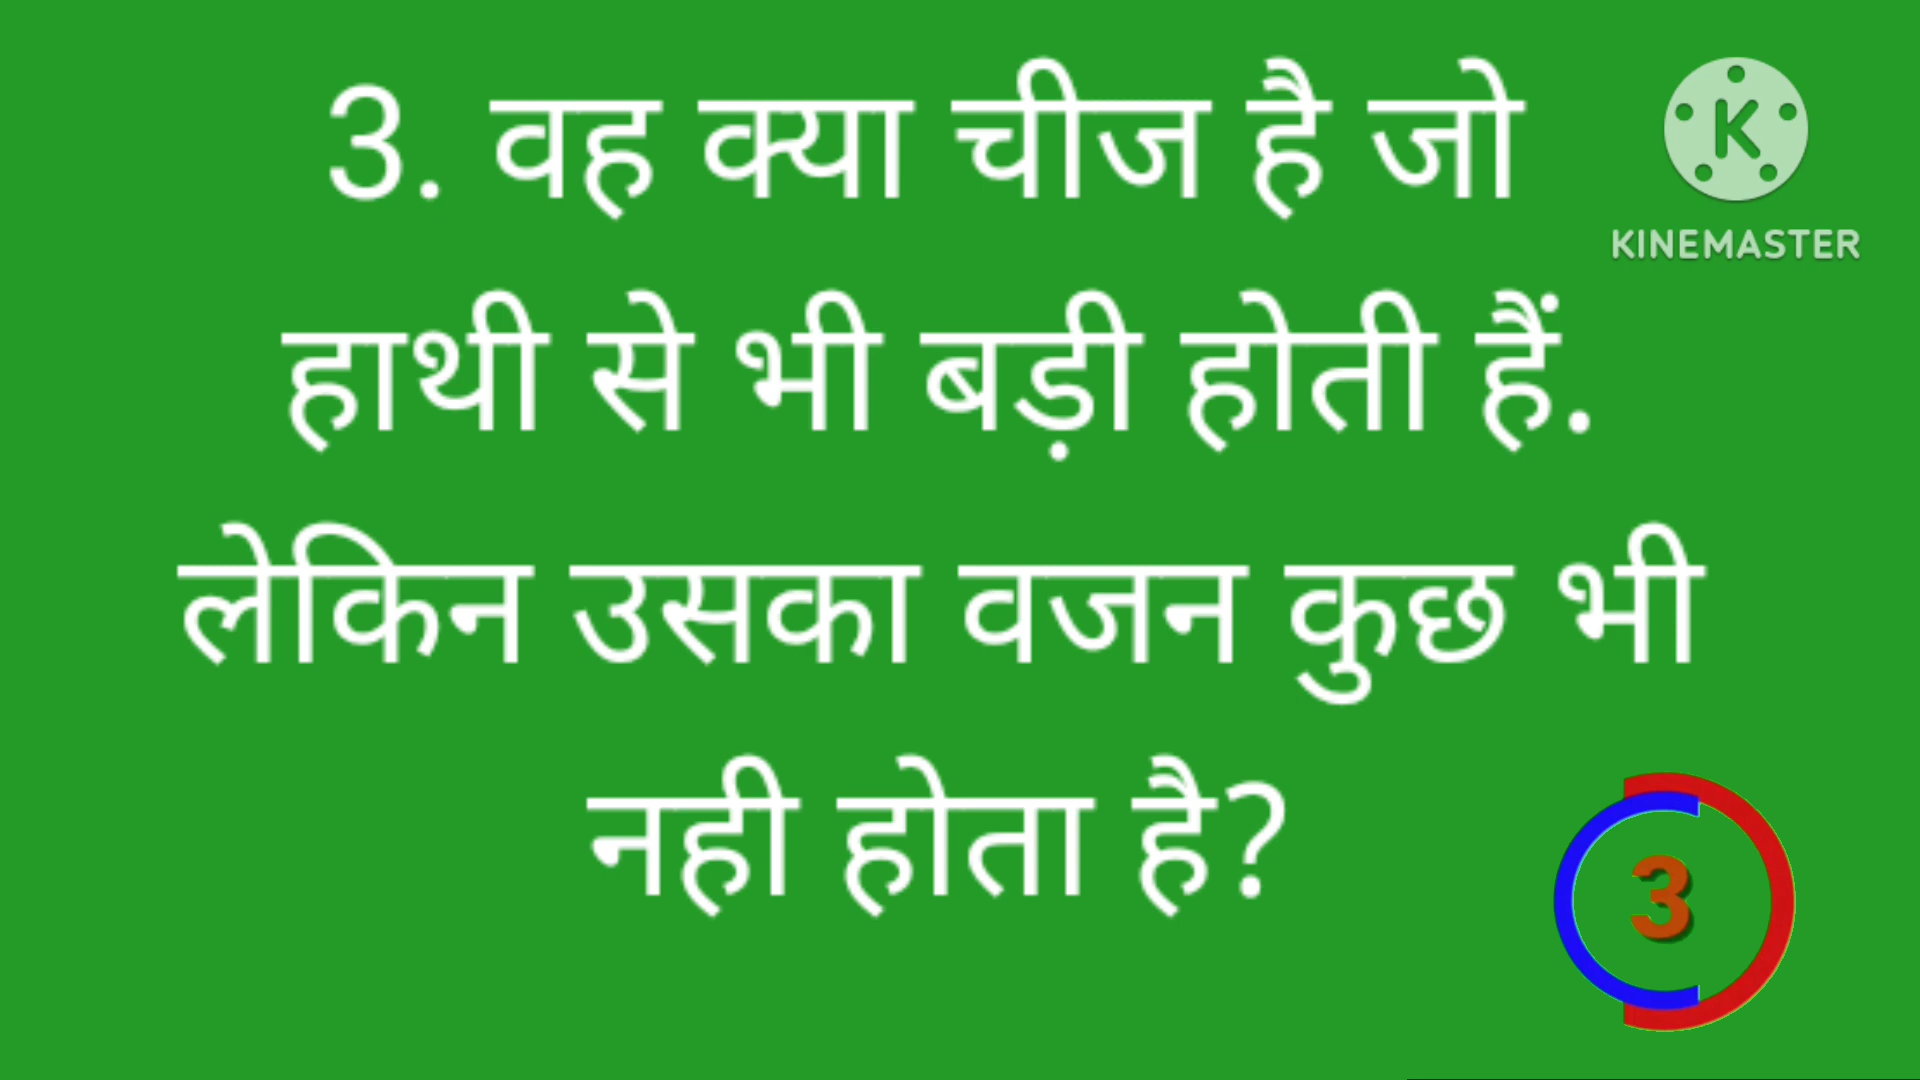 3. वह क्या चीज है जो
हाथी से भी बड़ी होती हैं.
लेकिन उसका वजन कुछ भी
नही होता है?
K
KINEMASTER
3